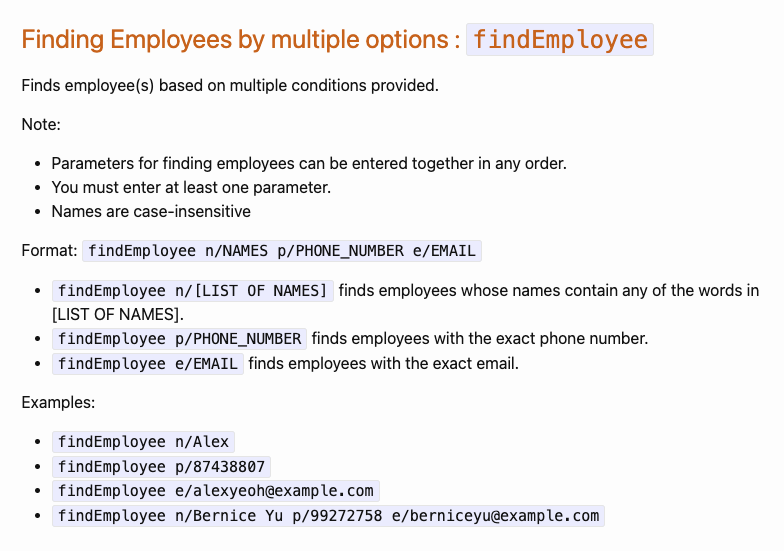 Finding Employees by multiple options : findEmployee
Finds employee(s) based on multiple conditions provided.
Note:
• Parameters for finding employees can be entered together in any order.
• You must enter at least one parameter.
• Names are case-insensitive
Format: findEmployee n/NAMES p/PHONE_NUMBER e/EMAIL
• findEmployee n/[LIST OF NAMES] finds employees whose names contain any of the words in
[LIST OF NAMES].
• findEmployee p/PHONE_NUMBER finds employees with the exact phone number.
• findEmployee e/EMAIL finds employees with the exact email.
Examples:
• findEmployee n/Alex
• findEmployee p/87438807
• findEmployee e/alexyeoh@example.com
• findEmployee n/Bernice Yu p/99272758 e/berniceyu@example.com